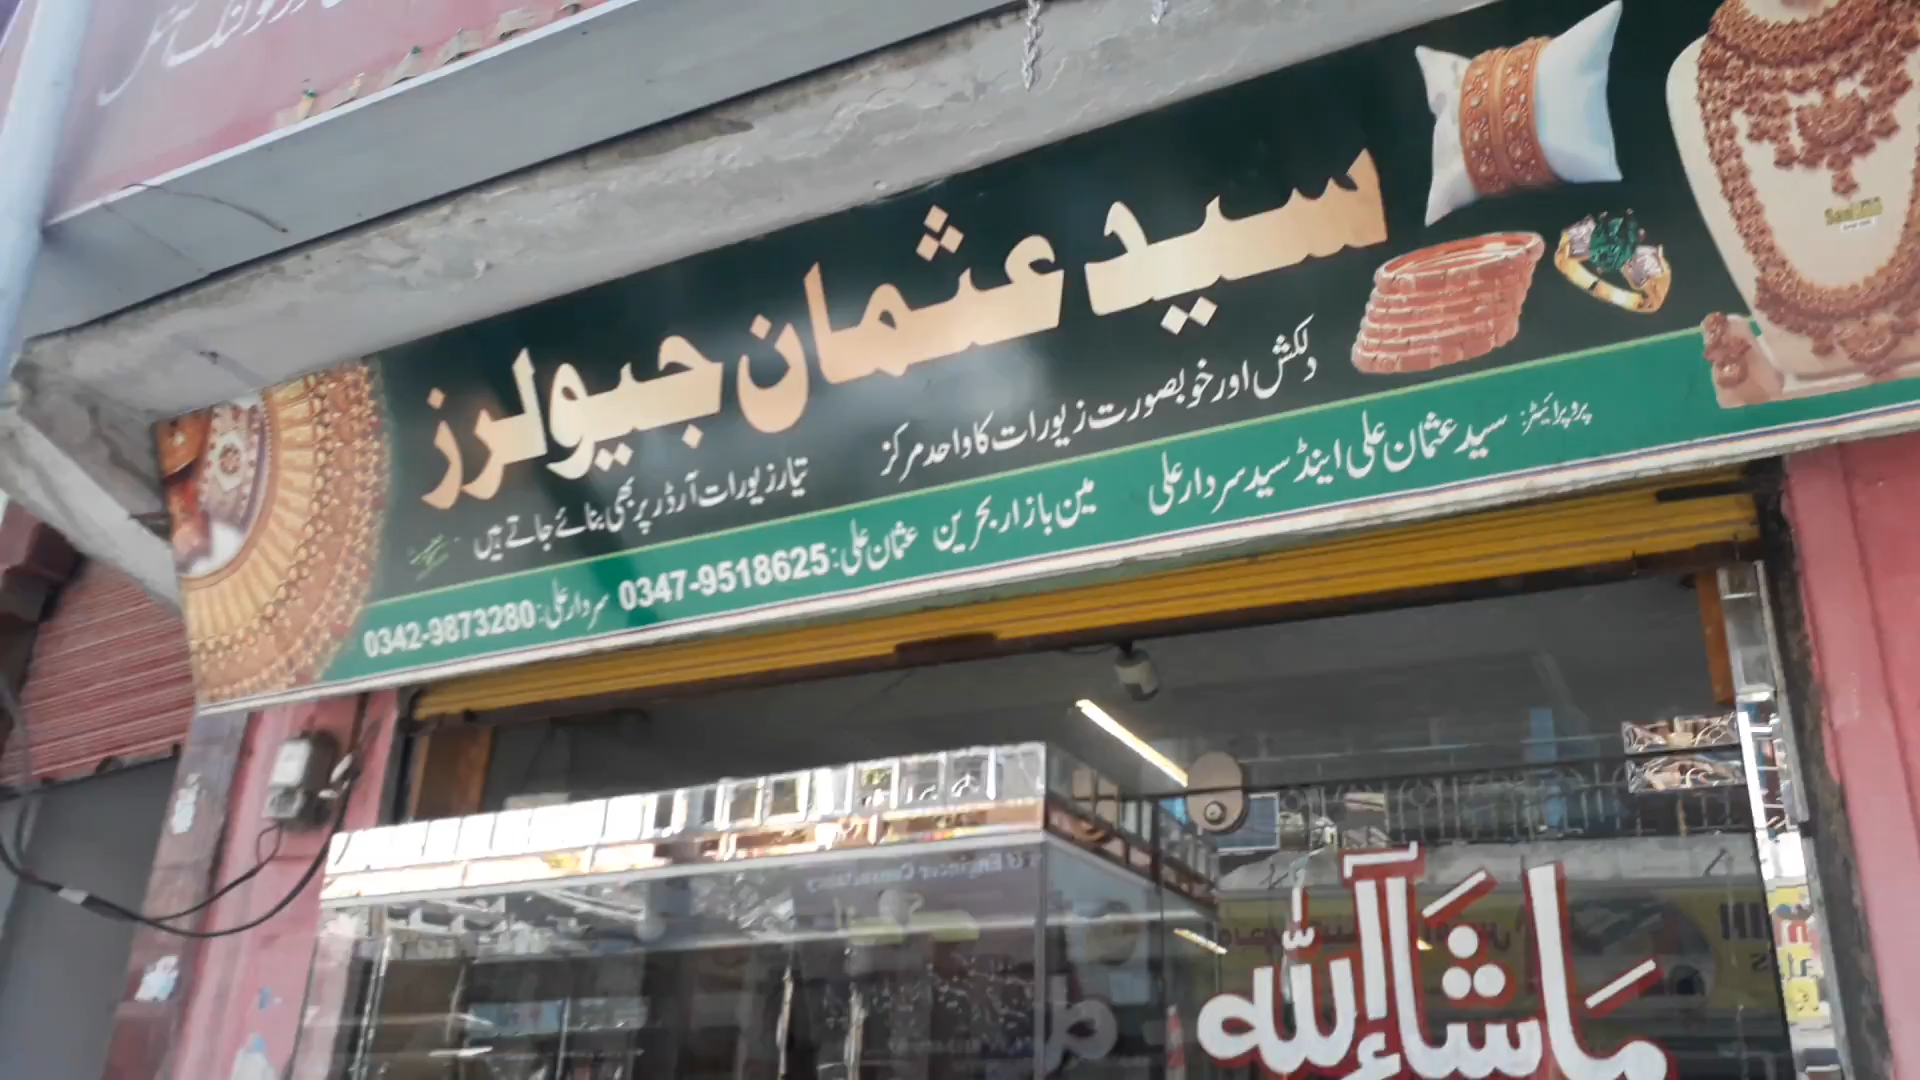 سید عثمان جیولرز
دلکش اور خوبصورت زیورات کا واحد مرکز
تیار زیورات آرڈر پر بھی بنائے جاتے ہیں
پروپرائیٹر: سید عثمان علی اینڈ سید سردار علی
مین بازار بحرین
عثمان علی: 0347-9518625
سردار علی: 0342-9873280
ماشاءاللہ